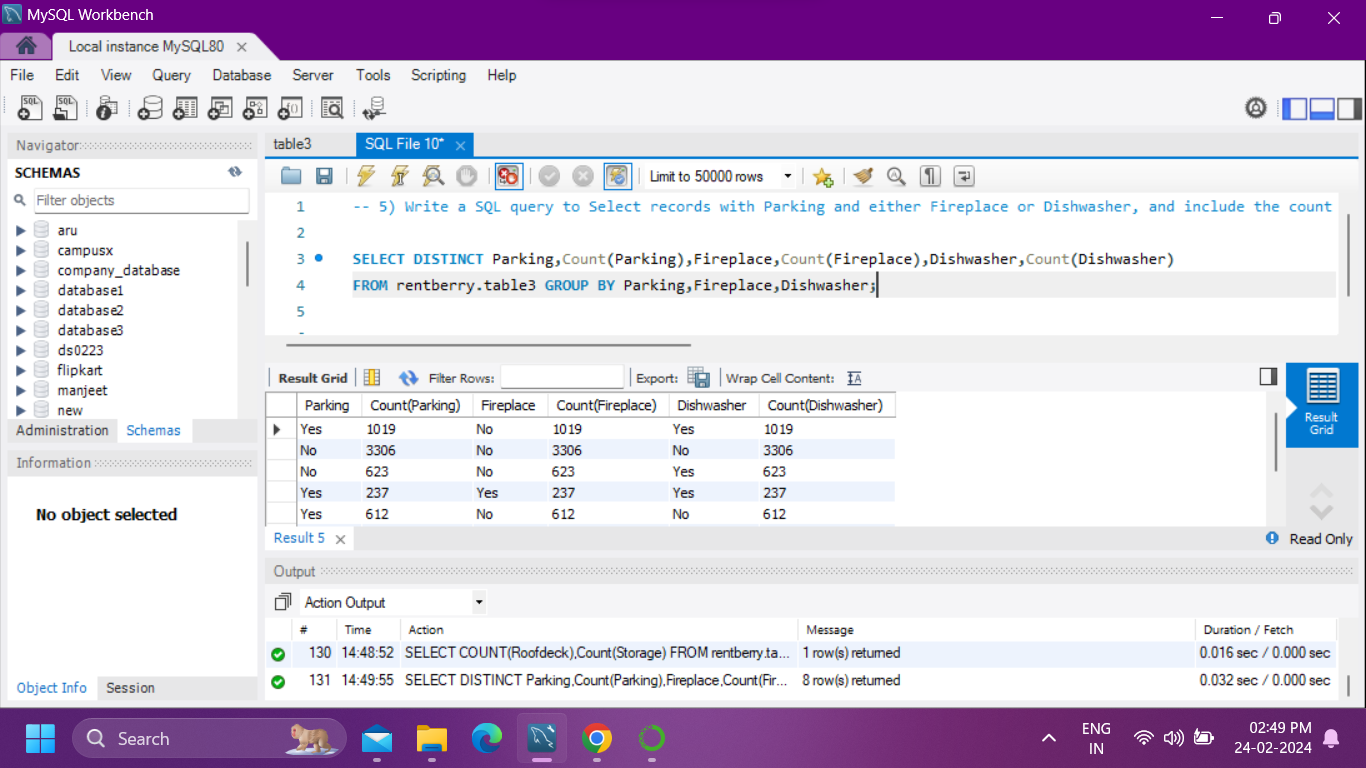 MySQL Workbench
Local instance MySQL80
File Edit View Query Database Server Tools Scripting Help
Navigator
SCHEMAS
Filter objects
aru
campusx
company_database
database1
database2
database3
ds0223
flipkart
manjeet
new
Administration Schemas
Information
No object selected
Object Info Session
table3 SQL File 10*
Limit to 50000 rows
1 -- 5) Write a SQL query to Select records with Parking and either Fireplace or Dishwasher, and include the count
2
3 SELECT DISTINCT Parking,Count(Parking),Fireplace,Count(Fireplace),Dishwasher,Count(Dishwasher)
4 FROM rentberry.table3 GROUP BY Parking,Fireplace,Dishwasher;
5
Result Grid Filter Rows: Export: Wrap Cell Content:
Parking Count(Parking) Fireplace Count(Fireplace) Dishwasher Count(Dishwasher)
Yes 1019 No 1019 Yes 1019
No 3306 No 3306 No 3306
No 623 No 623 Yes 623
Yes 237 Yes 237 Yes 237
Yes 612 No 612 No 612
Result Grid
Result 5
Read Only
Output
Action Output
# Time Action Message Duration / Fetch
130 14:48:52 SELECT COUNT(Roofdeck),Count(Storage) FROM rentberry.ta... 1 row(s) returned 0.016 sec / 0.000 sec
131 14:49:55 SELECT DISTINCT Parking,Count(Parking),Fireplace,Count(Fir... 8 row(s) returned 0.032 sec / 0.000 sec
Search
ENG
IN
02:49 PM
24-02-2024